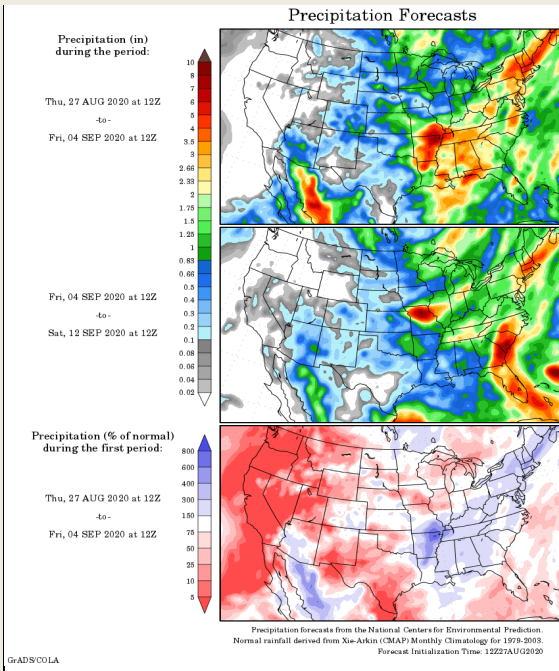 Precipitation Forecasts
Precipitation (in)
during the period:
Thu, 27 AUG 2020 at 12Z
-to-
Fri, 04 SEP 2020 at 12Z
10
9
8
7
6
5
4
3.5
3
2.66
2.33
2
1.75
1.5
1.25
1
0.83
0.66
0.5
0.4
0.3
0.2
0.1
0.08
0.06
0.04
0.02
Fri, 04 SEP 2020 at 12Z
-to-
Sat, 12 SEP 2020 at 12Z
Precipitation (% of normal)
during the first period:
Thu, 27 AUG 2020 at 12Z
-to-
Fri, 04 SEP 2020 at 12Z
800
600
400
300
150
75
50
25
10
5
Precipitation forecasts from the National Centers for Environmental Prediction.
Normal rainfall derived from Xie-Arkin (CMAP) Monthly Climatology for 1979-2003.
Forecast Initialization Time: 12Z27AUG2020
GrADS/COLA